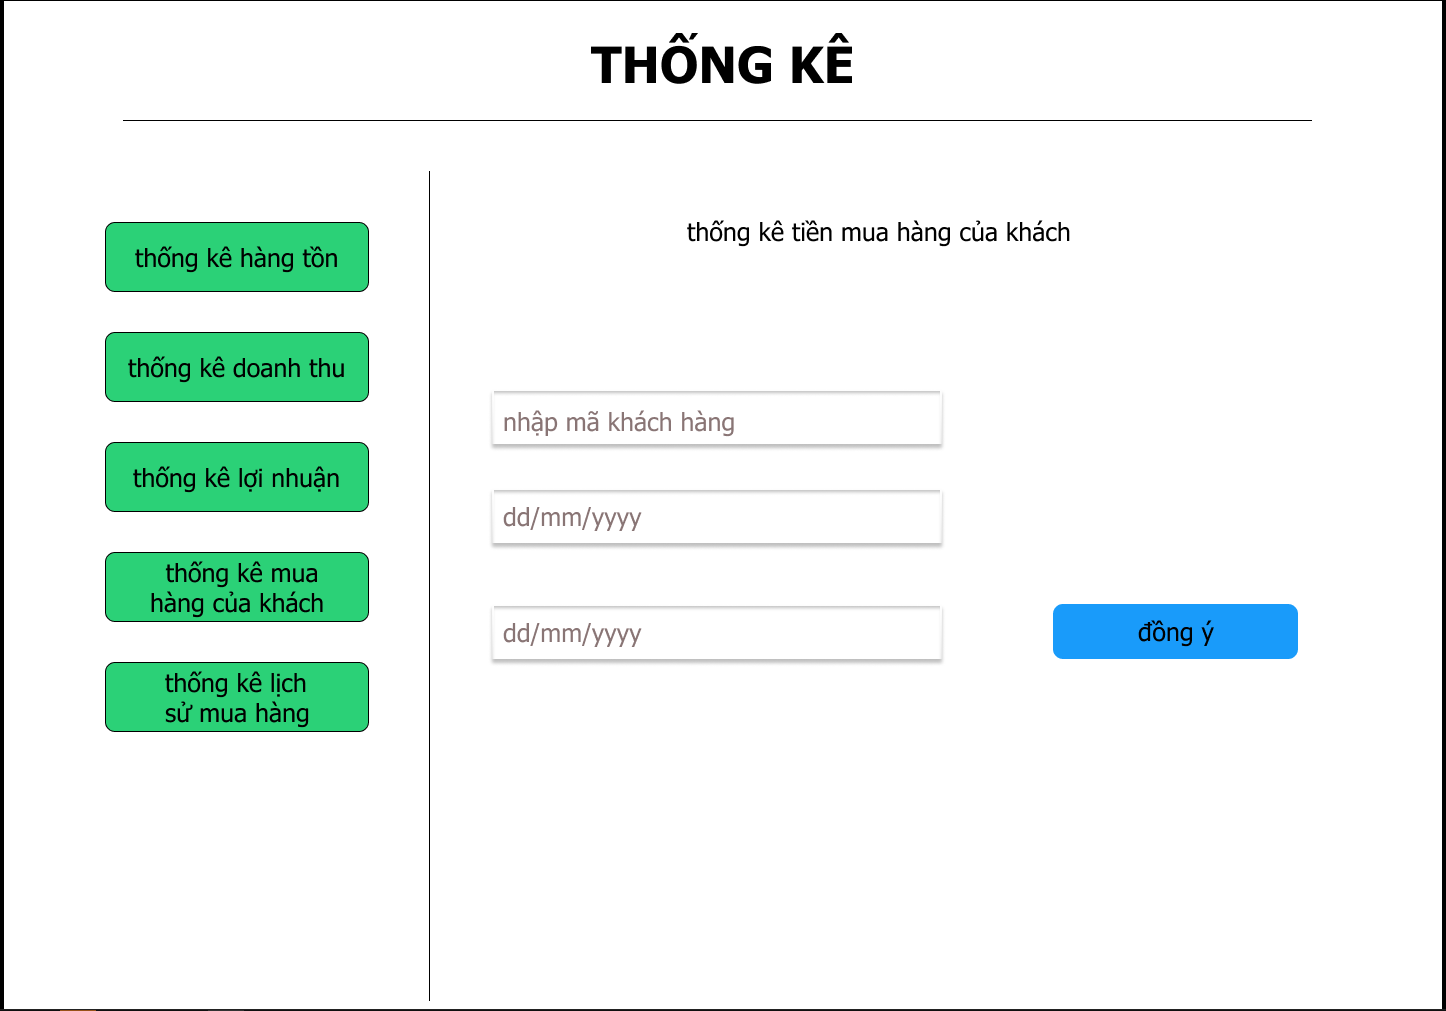 THỐNG KÊ
thống kê hàng tồn
thống kê doanh thu
thống kê lợi nhuận
thống kê mua
hàng của khách
thống kê lịch
sử mua hàng
thống kê tiền mua hàng của khách
nhập mã khách hàng
dd/mm/yyyy
dd/mm/yyyy
đồng ý